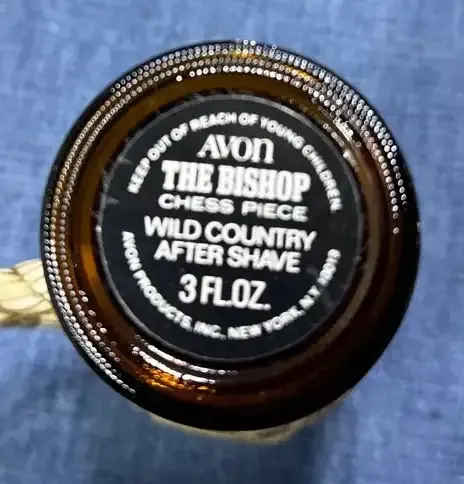 KEEP OUT OF REACH OF YOUNG CHILDREN.
AVON
THE BISHOP
CHESS PIECE
WILD COUNTRY
AFTER SHAVE
3 FL.OZ.
AVON PRODUCTS, INC. NEW YORK, N.Y. 10019